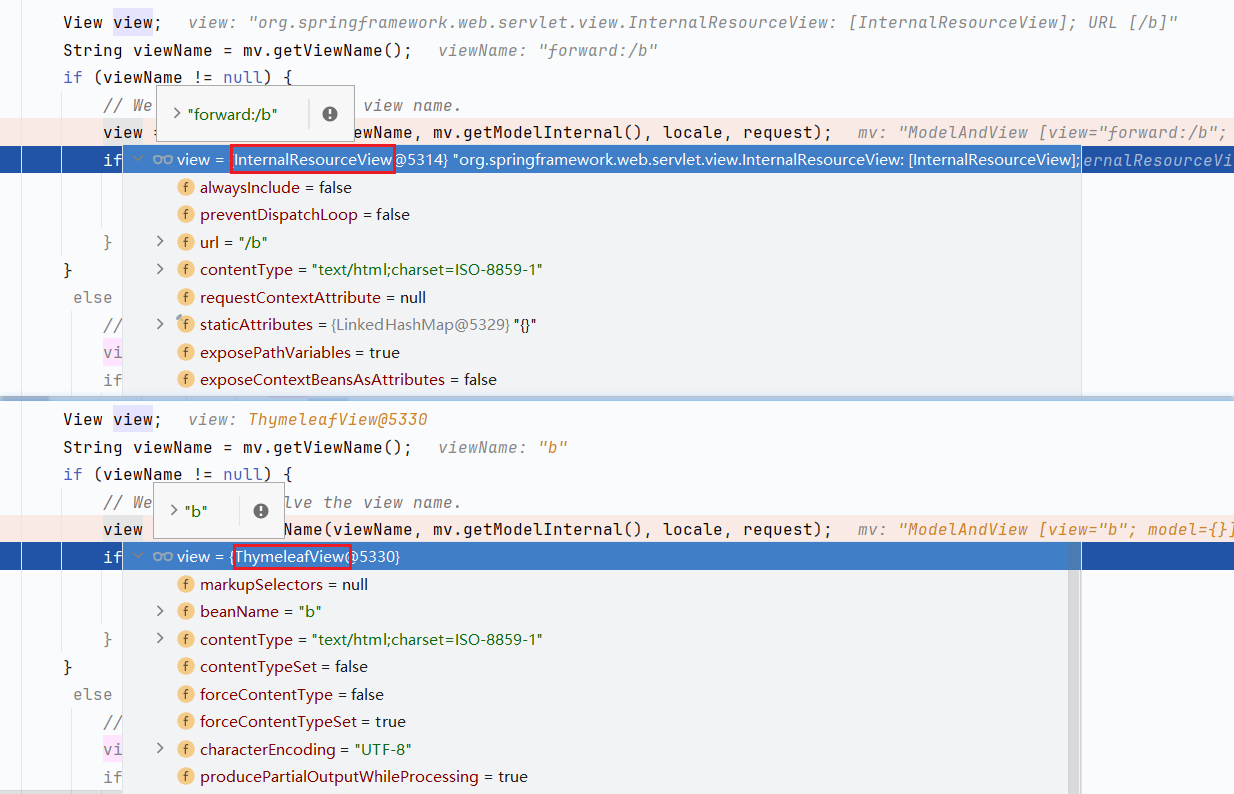 View view;   view: "org.springframework.web.servlet.view.InternalResourceView: [InternalResourceView]; URL [/b]"
String viewName = mv.getViewName();   viewName: "forward:/b"
if (viewName != null) {
// We view name.
"forward:/b"
view = ewName, mv.getModelInternal(), locale, request);   mv: "ModelAndView [view="forward:/b";
if view = {InternalResourceView@5314} "org.springframework.web.servlet.view.InternalResourceView: [InternalResourceView]; ernalResourceVi
alwaysInclude = false
preventDispatchLoop = false
} url = "/b"
} contentType = "text/html;charset=ISO-8859-1"
else requestContextAttribute = null
// staticAttributes = {LinkedHashMap@5329} "{}"
vi exposePathVariables = true
if exposeContextBeansAsAttributes = false
View view;   view: ThymeleafView@5330
String viewName = mv.getViewName();   viewName: "b"
if (viewName != null) {
// We lve the view name.
"b"
view Name(viewName, mv.getModelInternal(), locale, request);   mv: "ModelAndView [view="b"; model={}]
if view = {ThymeleafView@5330}
markupSelectors = null
beanName = "b"
} contentType = "text/html;charset=ISO-8859-1"
} contentTypeSet = false
else forceContentType = false
// forceContentTypeSet = true
vi characterEncoding = "UTF-8"
if producePartialOutputWhileProcessing = true